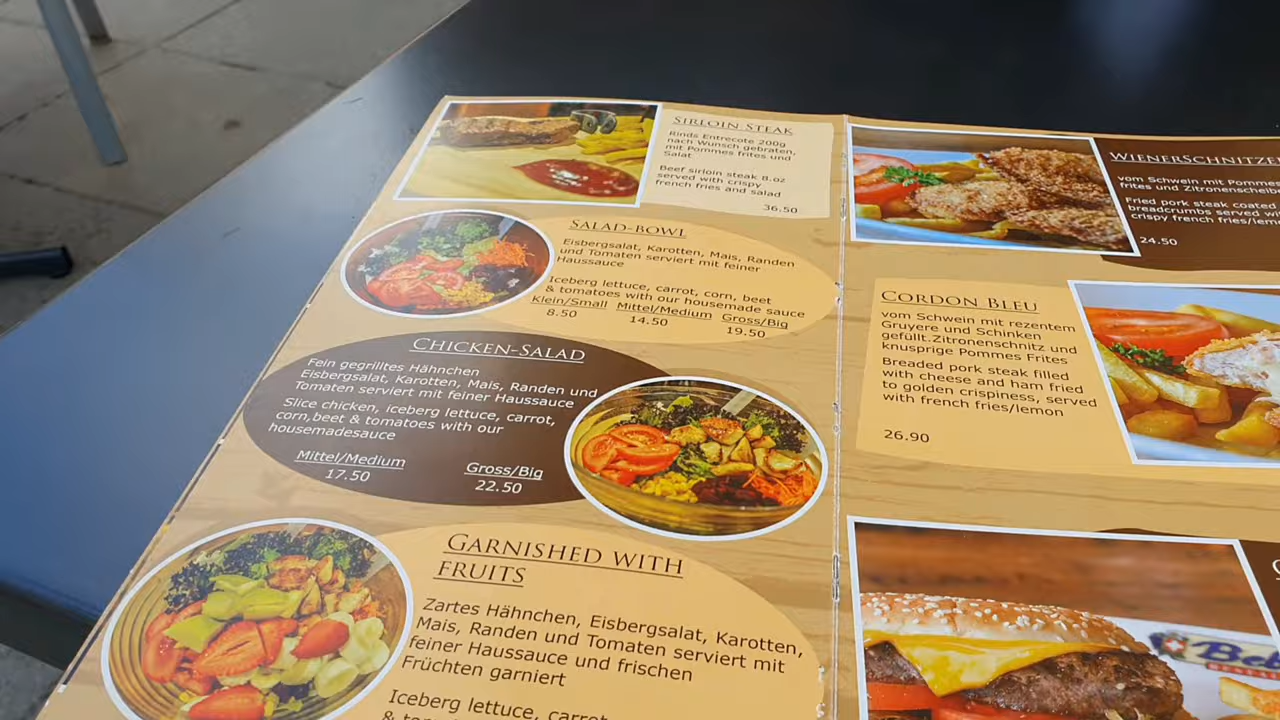 SIRLOIN STEAK
Rinds Entrecote 200g
nach Wunsch gebraten,
mit Pommes frites und
Salat
Beef sirloin steak 8.oz
served with crispy
french fries and salad
36.50
SALAD-BOWL
Eisbergsalat, Karotten, Mais, Randen
und Tomaten serviert mit feiner
Haussauce
Iceberg lettuce, carrot, corn, beet
& tomatoes with our housemade sauce
Klein/Small Mittel/Medium Gross/Big
8.50 14.50 19.50
CHICKEN-SALAD
Fein gegrilltes Hähnchen
Eisbergsalat, Karotten, Mais, Randen und
Tomaten serviert mit feiner Haussauce
Slice chicken, iceberg lettuce, carrot,
corn,beet & tomatoes with our
housemadesauce
Mittel/Medium Gross/Big
17.50 22.50
GARNISHED WITH
FRUITS
Zartes Hähnchen, Eisbergsalat, Karotten,
Mais, Randen und Tomaten serviert mit
feiner Haussauce und frischen
Früchten garniert
Iceberg lettuce, carrot
WIENERSCHNITZE
vom Schwein mit Pommes
frites und Zitronenscheibe
Fried pork steak coated
breadcrumbs served w
crispy french fries/lem
24.50
CORDON BLEU
vom Schwein mit rezentem
Gruyere und Schinken
gefüllt.Zitronenschnitz und
knusprige Pommes Frites
Breaded pork steak filled
with cheese and ham fried
to golden crispiness, served
with french fries/lemon
26.90